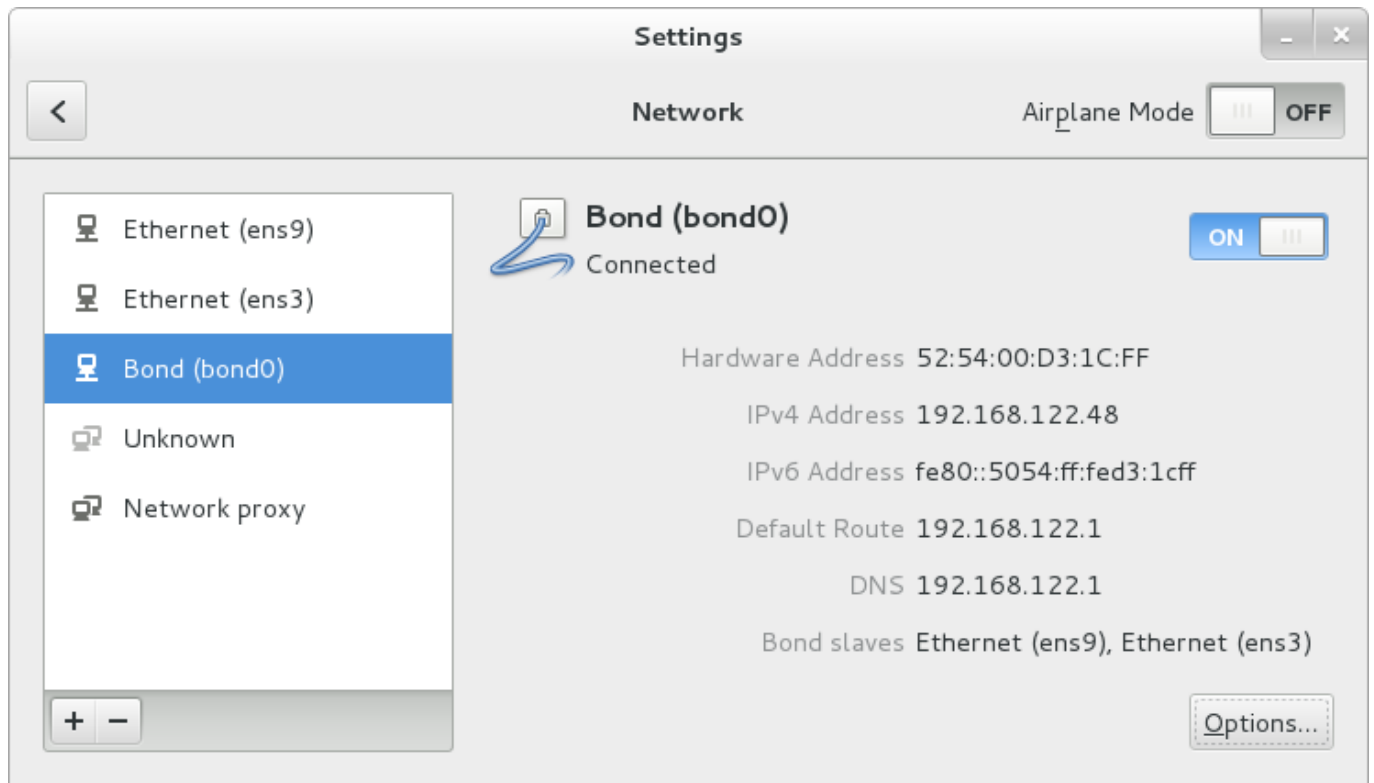 Settings
Network
Airplane Mode OFF
Ethernet (ens9)
Ethernet (ens3)
Bond (bond0)
Unknown
Network proxy
Bond (bond0)
Connected
ON
Hardware Address 52:54:00:D3:1C:FF
IPv4 Address 192.168.122.48
IPv6 Address fe80::5054:ff:fed3:1cff
Default Route 192.168.122.1
DNS 192.168.122.1
Bond slaves Ethernet (ens9), Ethernet (ens3)
Options...